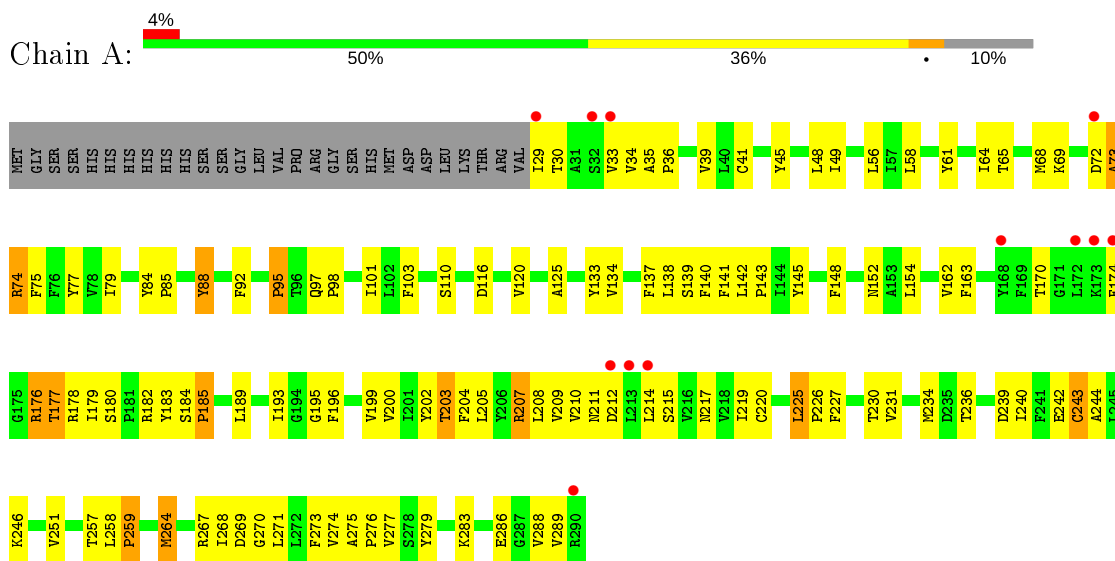 4%
Chain A:
50% 36% • 10%
MET GLY SER SER HIS HIS HIS HIS HIS HIS SER SER GLY LEU VAL PRO ARG GLY SER HIS MET ASP ASP LEU LYS THR ARG VAL I29 T30 A31 S32 V33 V34 A35 P36 V39 L40 C41 Y45 L48 I49 L56 I57 L58 Y61 I64 T65 M68 K69 D72 A73
R74 F75 F76 Y77 V78 I79 Y84 P85 Y88 F92 P95 T96 Q97 P98 I101 L102 F103 S110 D116 V120 A125 Y133 V134 F137 L138 S139 F140 F141 L142 P143 I144 Y145 F148 N152 A153 L154 V162 F163 Y168 F169 T170 G171 L172 K173 E174
G175 R176 T177 R178 I179 S180 P181 R182 Y183 S184 P185 L189 I193 G194 G195 F196 V199 V200 I201 Y202 T203 F204 L205 Y206 R207 L208 V209 V210 N211 D212 L213 L214 S215 V216 N217 V218 I219 C220 L225 P226 F227 T230 V231 M234 D235 T236 D239 I240 F241 E242 C243 A244 L245
K246 V251 T257 L258 P259 M264 R267 I268 D269 G270 L271 L272 F273 V274 A275 P276 V277 S278 Y279 K283 E286 G287 V288 V289 R290